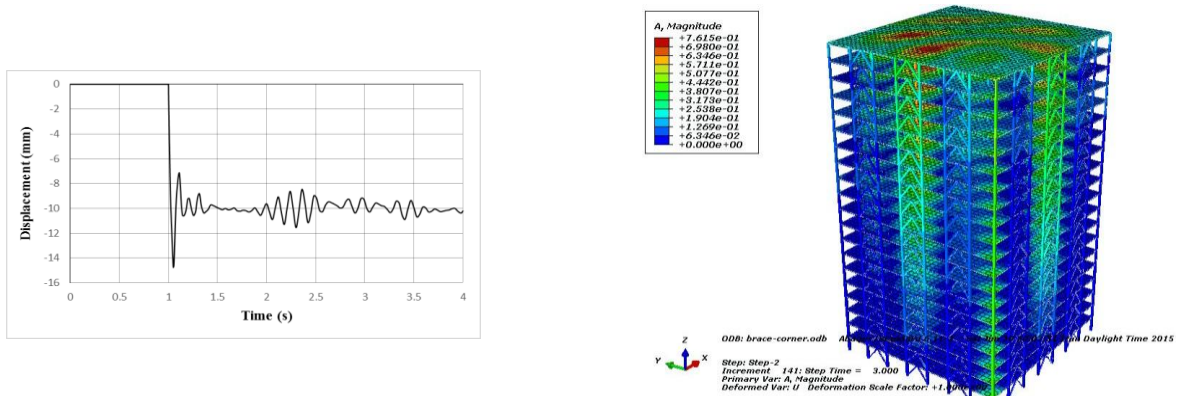 0
-2
-4
-6
-8
-10
-12
-14
-16
Displacement (mm)
0 0.5 1 1.5 2 2.5 3 3.5 4
Time (s)
A, Magnitude
+7.615e-01
+6.980e-01
+6.346e-01
+5.711e-01
+5.077e-01
+4.442e-01
+3.807e-01
+3.173e-01
+2.538e-01
+1.904e-01
+1.269e-01
+6.346e-02
+0.000e+00
Z
Y X
ODB: brace-corner.odb Daylight Time 2015
Step: Step-2
Increment 141: Step Time = 3.000
Primary Var: A, Magnitude
Deformed Var: U Deformation Scale Factor: